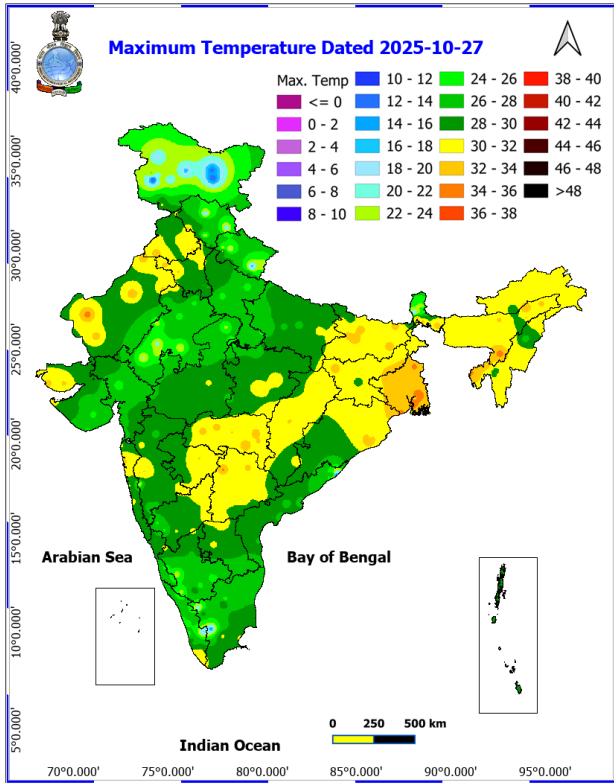 Maximum Temperature Dated 2025-10-27
Max. Temp
<= 0
0 - 2
2 - 4
4 - 6
6 - 8
8 - 10
10 - 12
12 - 14
14 - 16
16 - 18
18 - 20
20 - 22
22 - 24
24 - 26
26 - 28
28 - 30
30 - 32
32 - 34
34 - 36
36 - 38
38 - 40
40 - 42
42 - 44
44 - 46
46 - 48
>48
40°0.000'
35°0.000'
30°0.000'
25°0.000'
20°0.000'
15°0.000'
10°0.000'
5°0.000'
Arabian Sea
Bay of Bengal
Indian Ocean
0 250 500 km
70°0.000' 75°0.000' 80°0.000' 85°0.000' 90°0.000' 95°0.000'